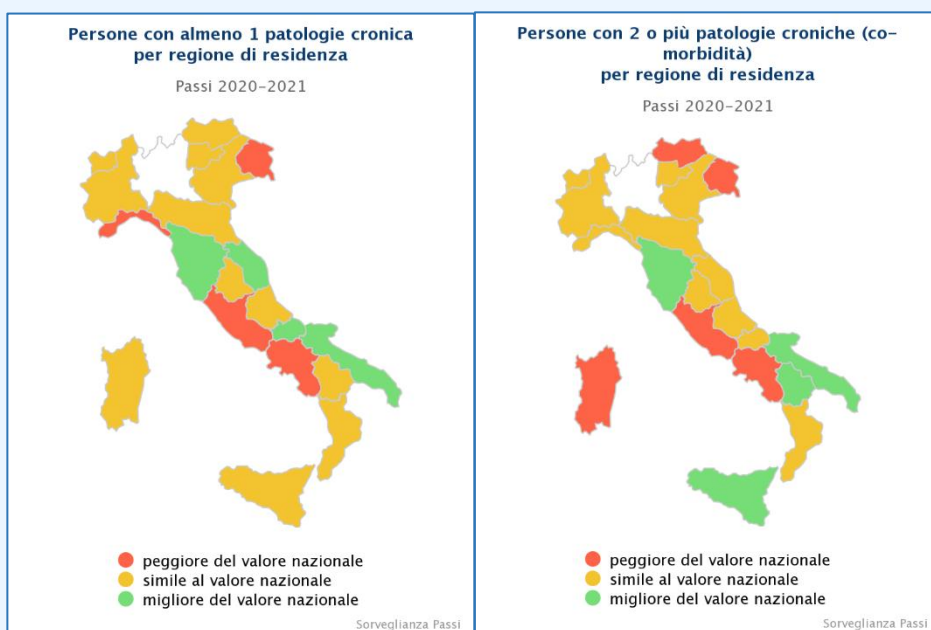 Persone con almeno 1 patologie cronica
per regione di residenza
Passi 2020-2021
peggiore del valore nazionale
simile al valore nazionale
migliore del valore nazionale
Sorveglianza Passi
Persone con 2 o più patologie croniche (co-
morbidità)
per regione di residenza
Passi 2020-2021
peggiore del valore nazionale
simile al valore nazionale
migliore del valore nazionale
Sorveglianza Passi